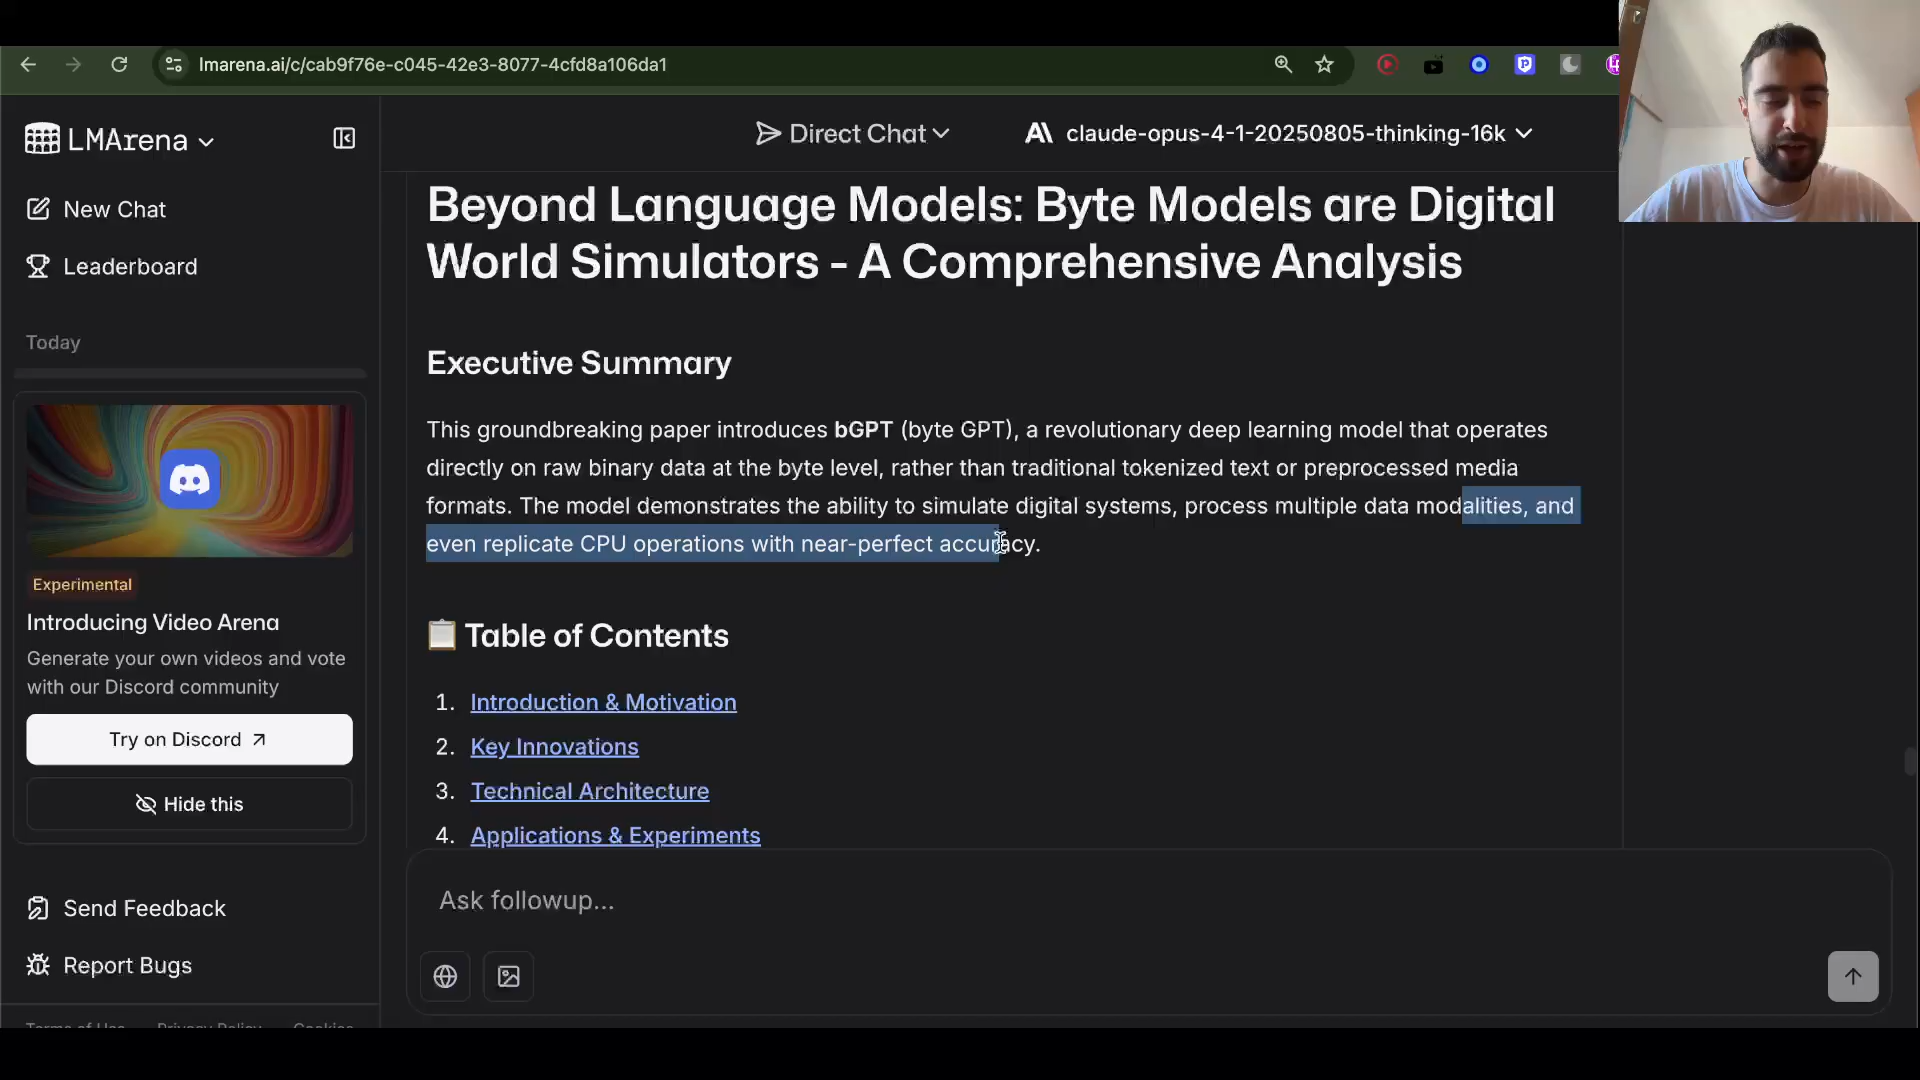 lmarena.ai/c/cab9f76e-c045-42e3-8077-4cfd8a106da1
LMArena
Direct Chat
claude-opus-4-1-20250805-thinking-16k
New Chat
Leaderboard
Today
Experimental
Introducing Video Arena
Generate your own videos and vote
with our Discord community
Try on Discord
Hide this
Send Feedback
Report Bugs
Terms of Use Privacy Policy Cookies
Beyond Language Models: Byte Models are Digital
World Simulators - A Comprehensive Analysis
Executive Summary
This groundbreaking paper introduces bGPT (byte GPT), a revolutionary deep learning model that operates
directly on raw binary data at the byte level, rather than traditional tokenized text or preprocessed media
formats. The model demonstrates the ability to simulate digital systems, process multiple data modalities, and
even replicate CPU operations with near-perfect accuracy.
📋 Table of Contents
1. Introduction & Motivation
2. Key Innovations
3. Technical Architecture
4. Applications & Experiments
Ask followup...